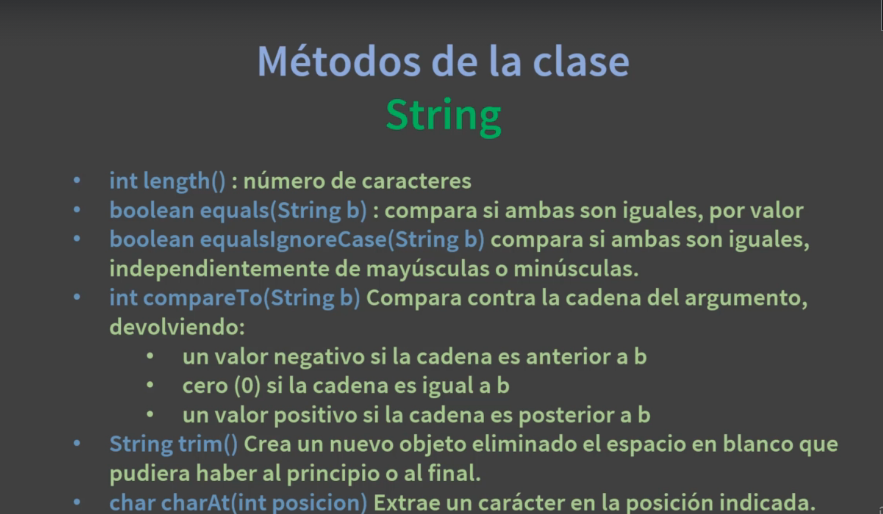 Métodos de la clase
String
• int length() : número de caracteres
• boolean equals(String b) : compara si ambas son iguales, por valor
• boolean equalsIgnoreCase(String b) compara si ambas son iguales,
independientemente de mayúsculas o minúsculas.
• int compareTo(String b) Compara contra la cadena del argumento,
devolviendo:
• un valor negativo si la cadena es anterior a b
• cero (0) si la cadena es igual a b
• un valor positivo si la cadena es posterior a b
• String trim() Crea un nuevo objeto eliminado el espacio en blanco que
pudiera haber al principio o al final.
• char charAt(int posicion) Extrae un carácter en la posición indicada.